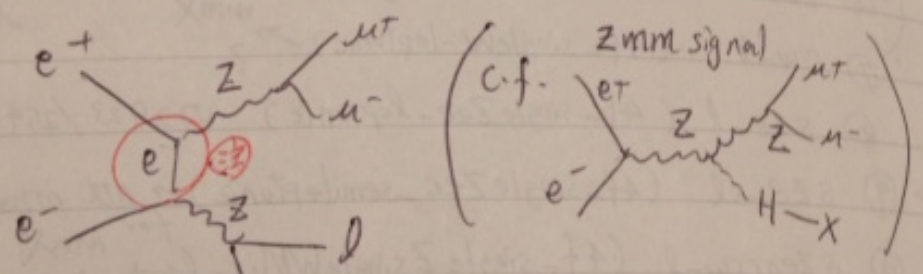 Zmm signal
e+ Z μ+ μ-
(c.f. e+ Z μ+ Z μ-)
e
e- Z l
e- H-X